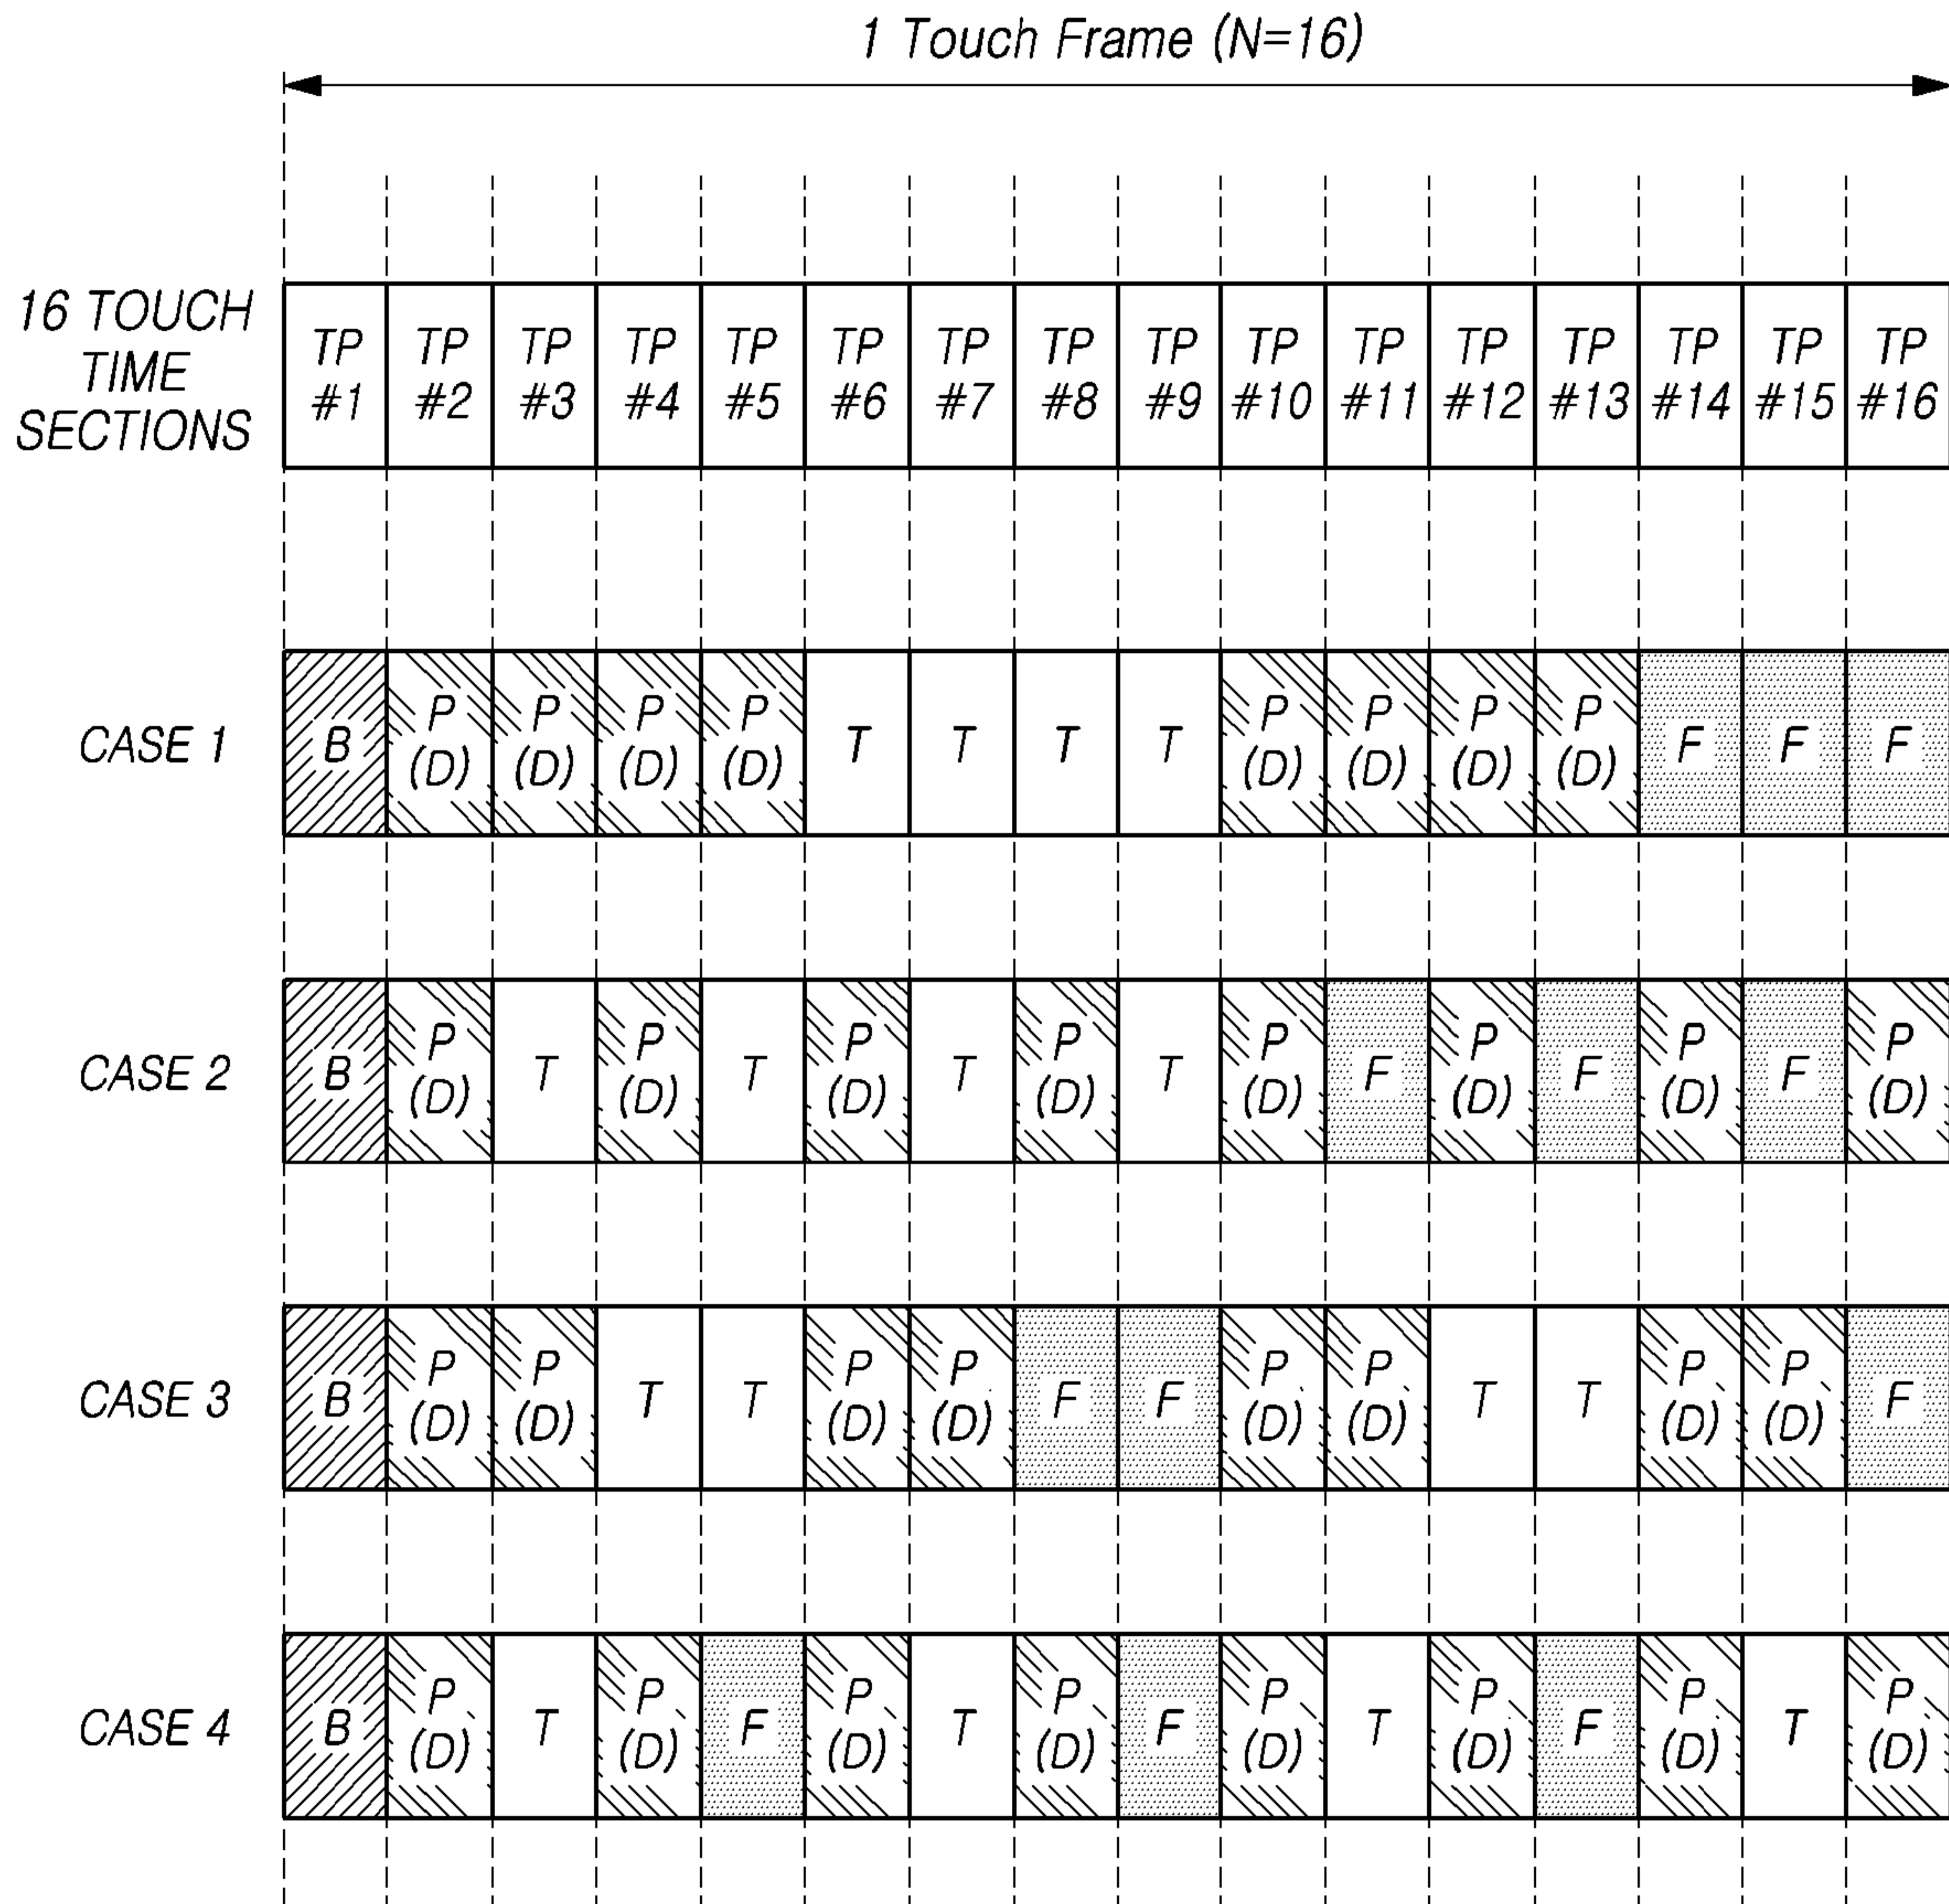 1 Touch Frame (N=16)
16 TOUCH
TIME
SECTIONS
TP TP TP TP TP TP TP TP TP TP TP TP TP TP TP TP
#1 #2 #3 #4 #5 #6 #7 #8 #9 #10 #11 #12 #13 #14 #15 #16
CASE 1 B P (D) P (D) P (D) P (D) T T T T P (D) P (D) P (D) P (D) F F F
CASE 2 B P (D) T P (D) T P (D) T P (D) T P (D) F P (D) F P (D) F P (D)
CASE 3 B P (D) P (D) T T P (D) P (D) F F P (D) P (D) T T P (D) P (D) F
CASE 4 B P (D) T P (D) F P (D) T P (D) F P (D) T P (D) F P (D) T P (D)